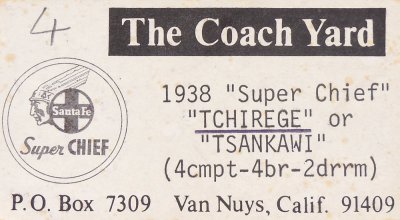 4
The Coach Yard
Santa Fe
Super CHIEF
1938 "Super Chief"
"TCHIREGE" or
"TSANKAWI"
(4cmpt-4br-2drrm)
P.O. Box 7309 Van Nuys, Calif. 91409